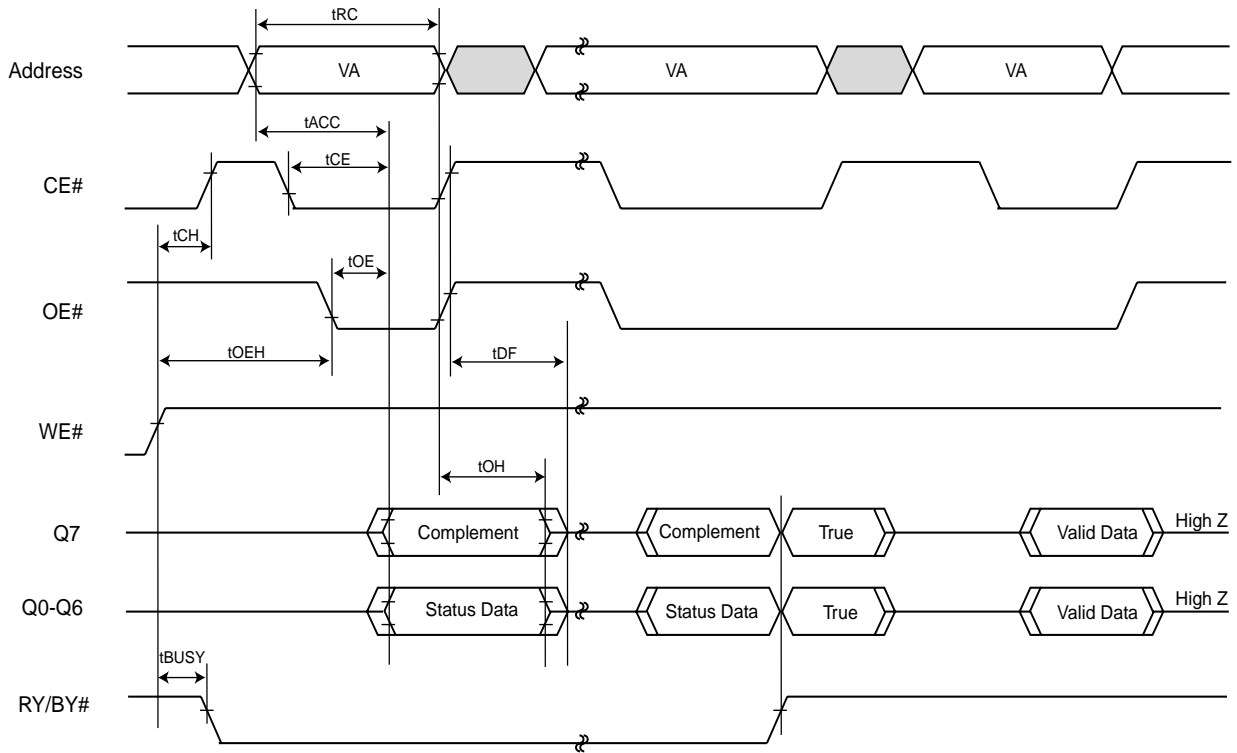 tRC
Address
VA
VA
VA
tACC
tCE
CE#
tCH
tOE
OE#
tOEH
tDF
WE#
tOH
Q7
Complement
Complement
True
Valid Data
High Z
Q0-Q6
Status Data
Status Data
True
Valid Data
High Z
tBUSY
RY/BY#